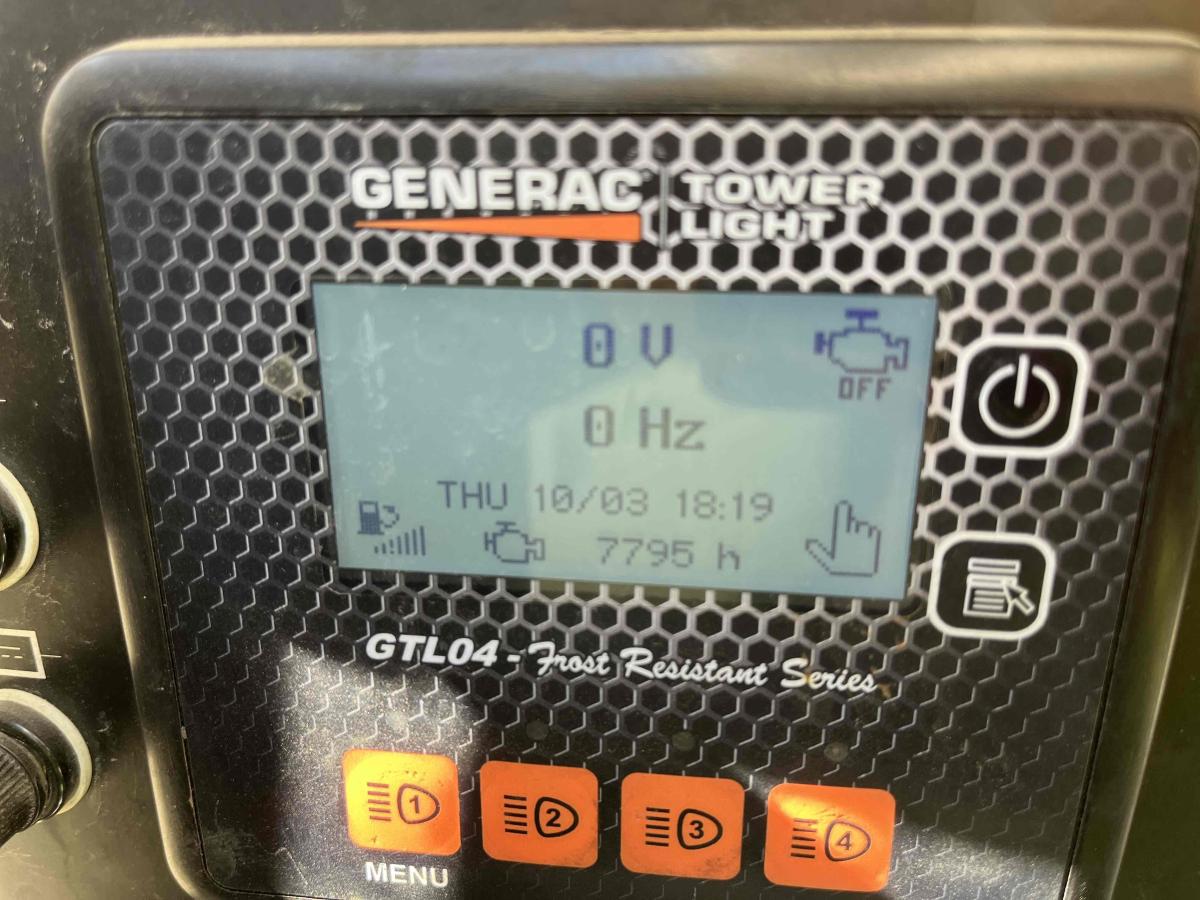 GENERAC
TOWER
LIGHT
0 V
OFF
0 Hz
THU 10/03 18:19
7795 h
GTL04 - Frost Resistant Series
1
2
3
4
MENU